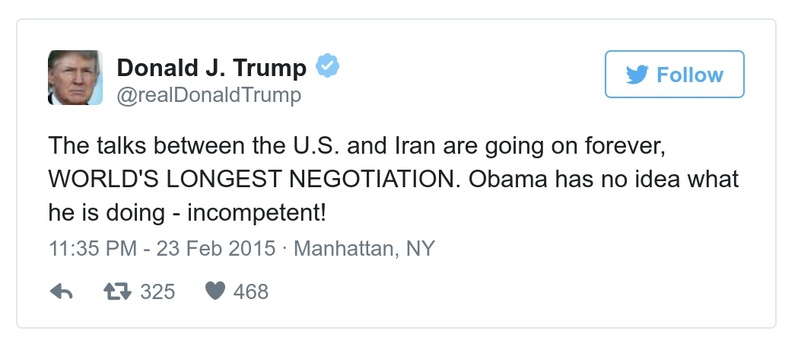 Donald J. Trump
@realDonaldTrump
Follow
The talks between the U.S. and Iran are going on forever,
WORLD'S LONGEST NEGOTIATION. Obama has no idea what
he is doing - incompetent!
11:35 PM - 23 Feb 2015 · Manhattan, NY
325 468